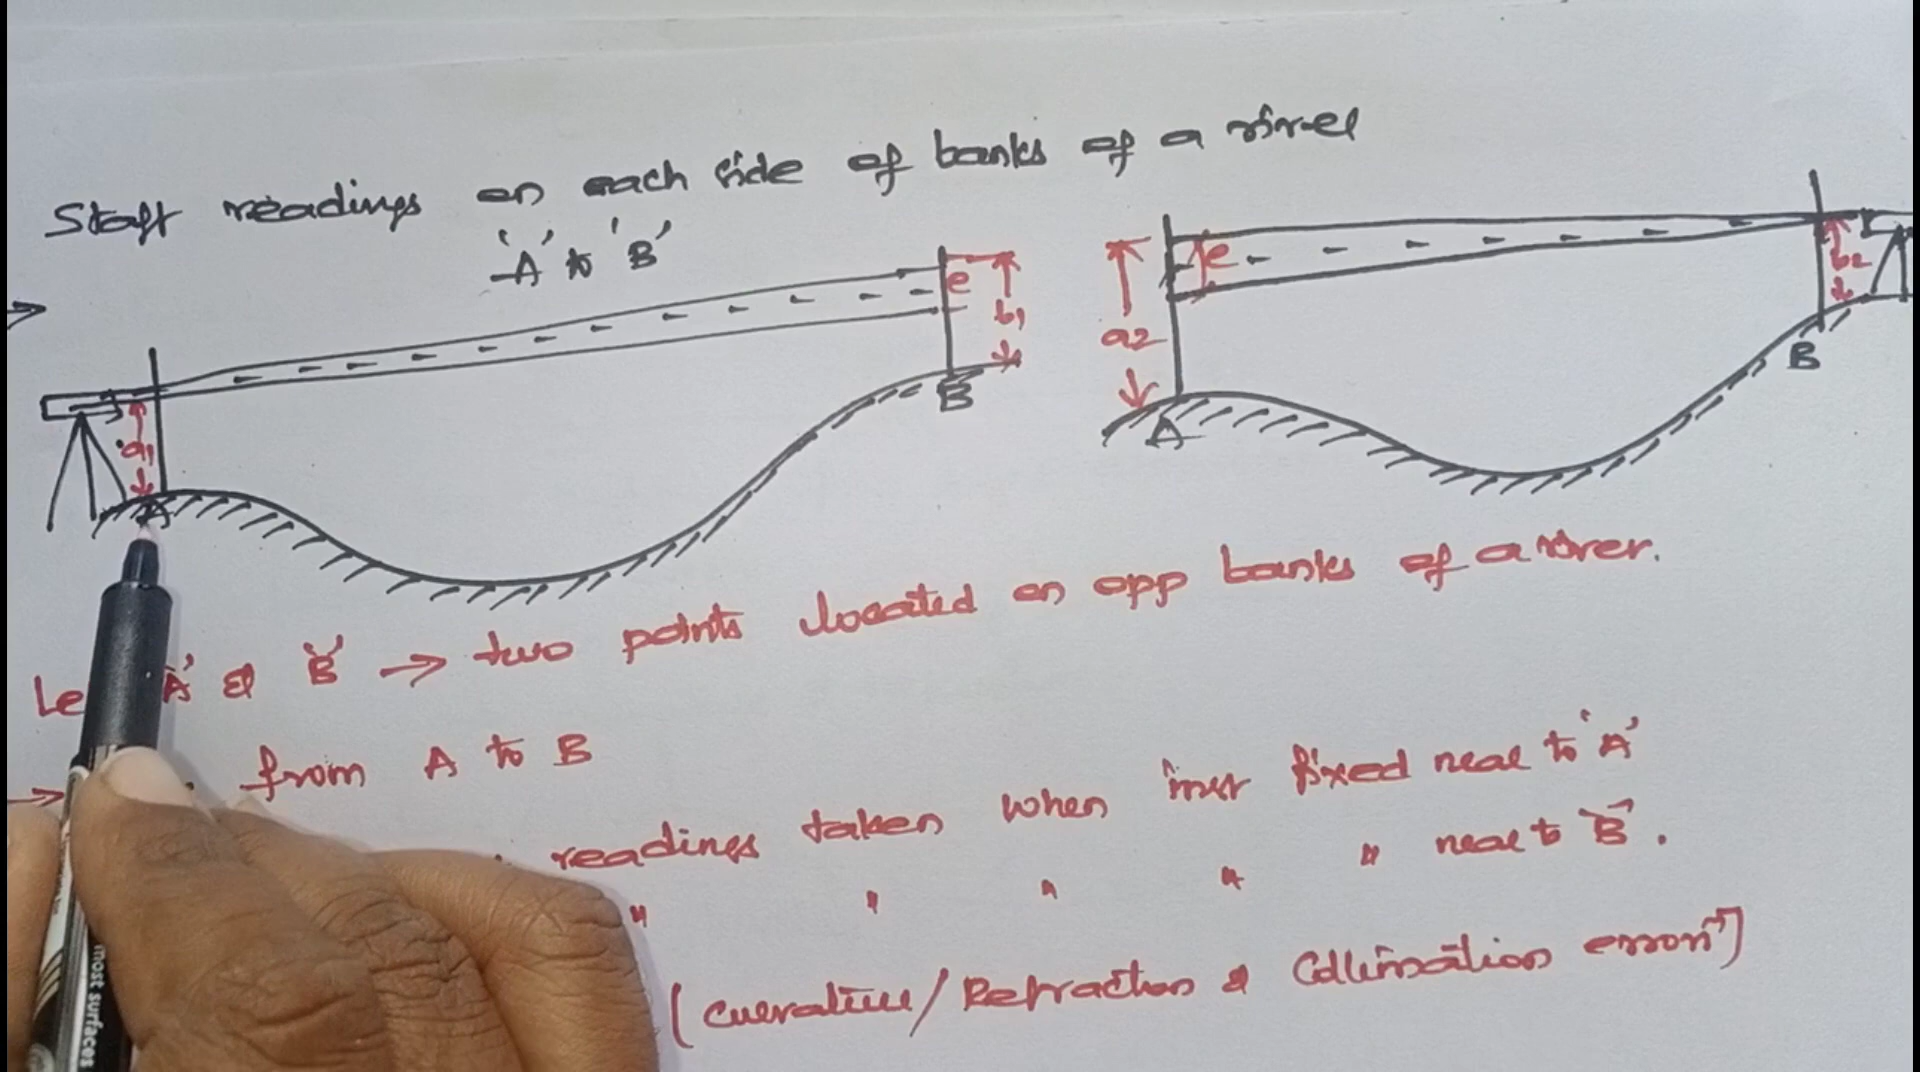 Staff readings on each side of banks of a river
'A' to 'B'
e
b1
a1
A
B
e
a2
b2
A
B
Le 'A' & 'B' → two points located on opp banks of a river.
→ from A to B
readings taken when inst fixed near to 'A'
" " " " " near to 'B'.
(curvature/Refraction & Collimation error)
most surfaces